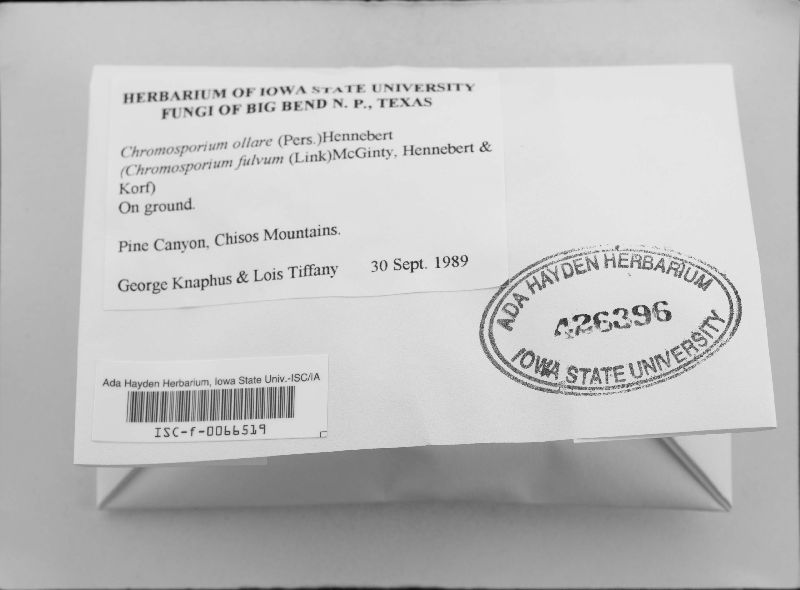 HERBARIUM OF IOWA STATE UNIVERSITY
FUNGI OF BIG BEND N. P., TEXAS
Chromosporium ollare (Pers.)Hennebert
(Chromosporium fulvum (Link)McGinty, Hennebert &
Korf)
On ground.
Pine Canyon, Chisos Mountains.
George Knaphus & Lois Tiffany 30 Sept. 1989
ADA HAYDEN HERBARIUM
426396
IOWA STATE UNIVERSITY
Ada Hayden Herbarium, Iowa State Univ.-ISC/IA
ISC-f-0066519